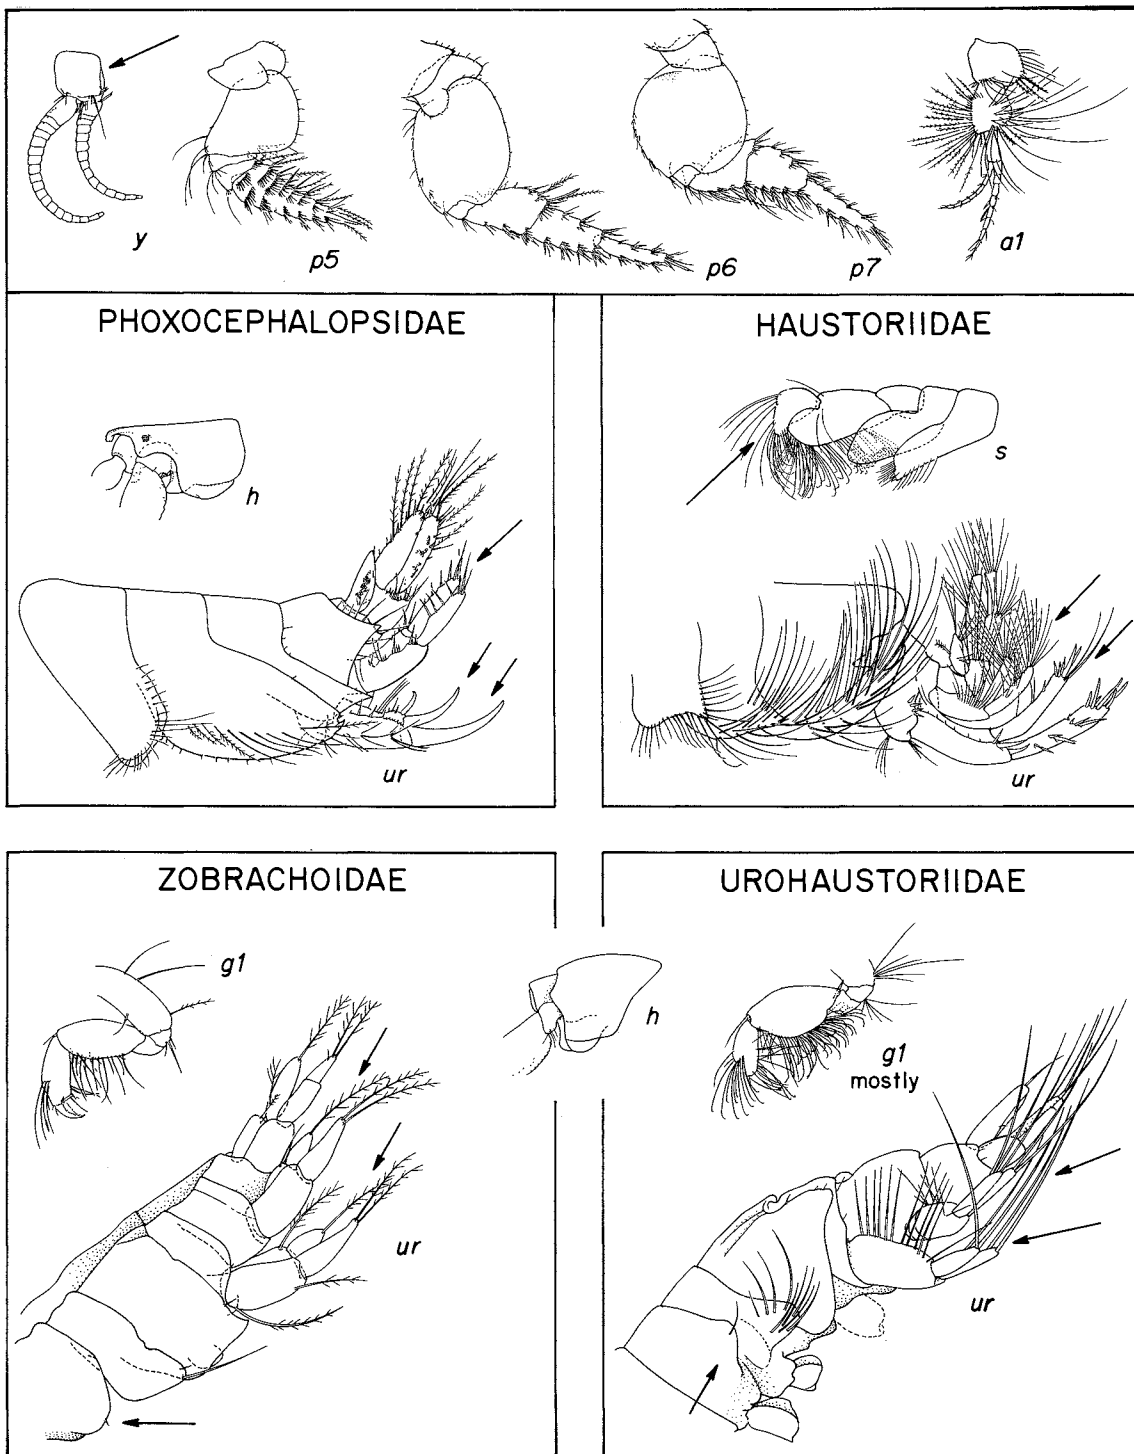 y
p5
p6
p7
a1
PHOXOCEPHALOPSIDAE
h
ur
HAUSTORIIDAE
s
ur
ZOBRACHOIDAE
g1
ur
h
UROHAUSTORIIDAE
g1
mostly
ur